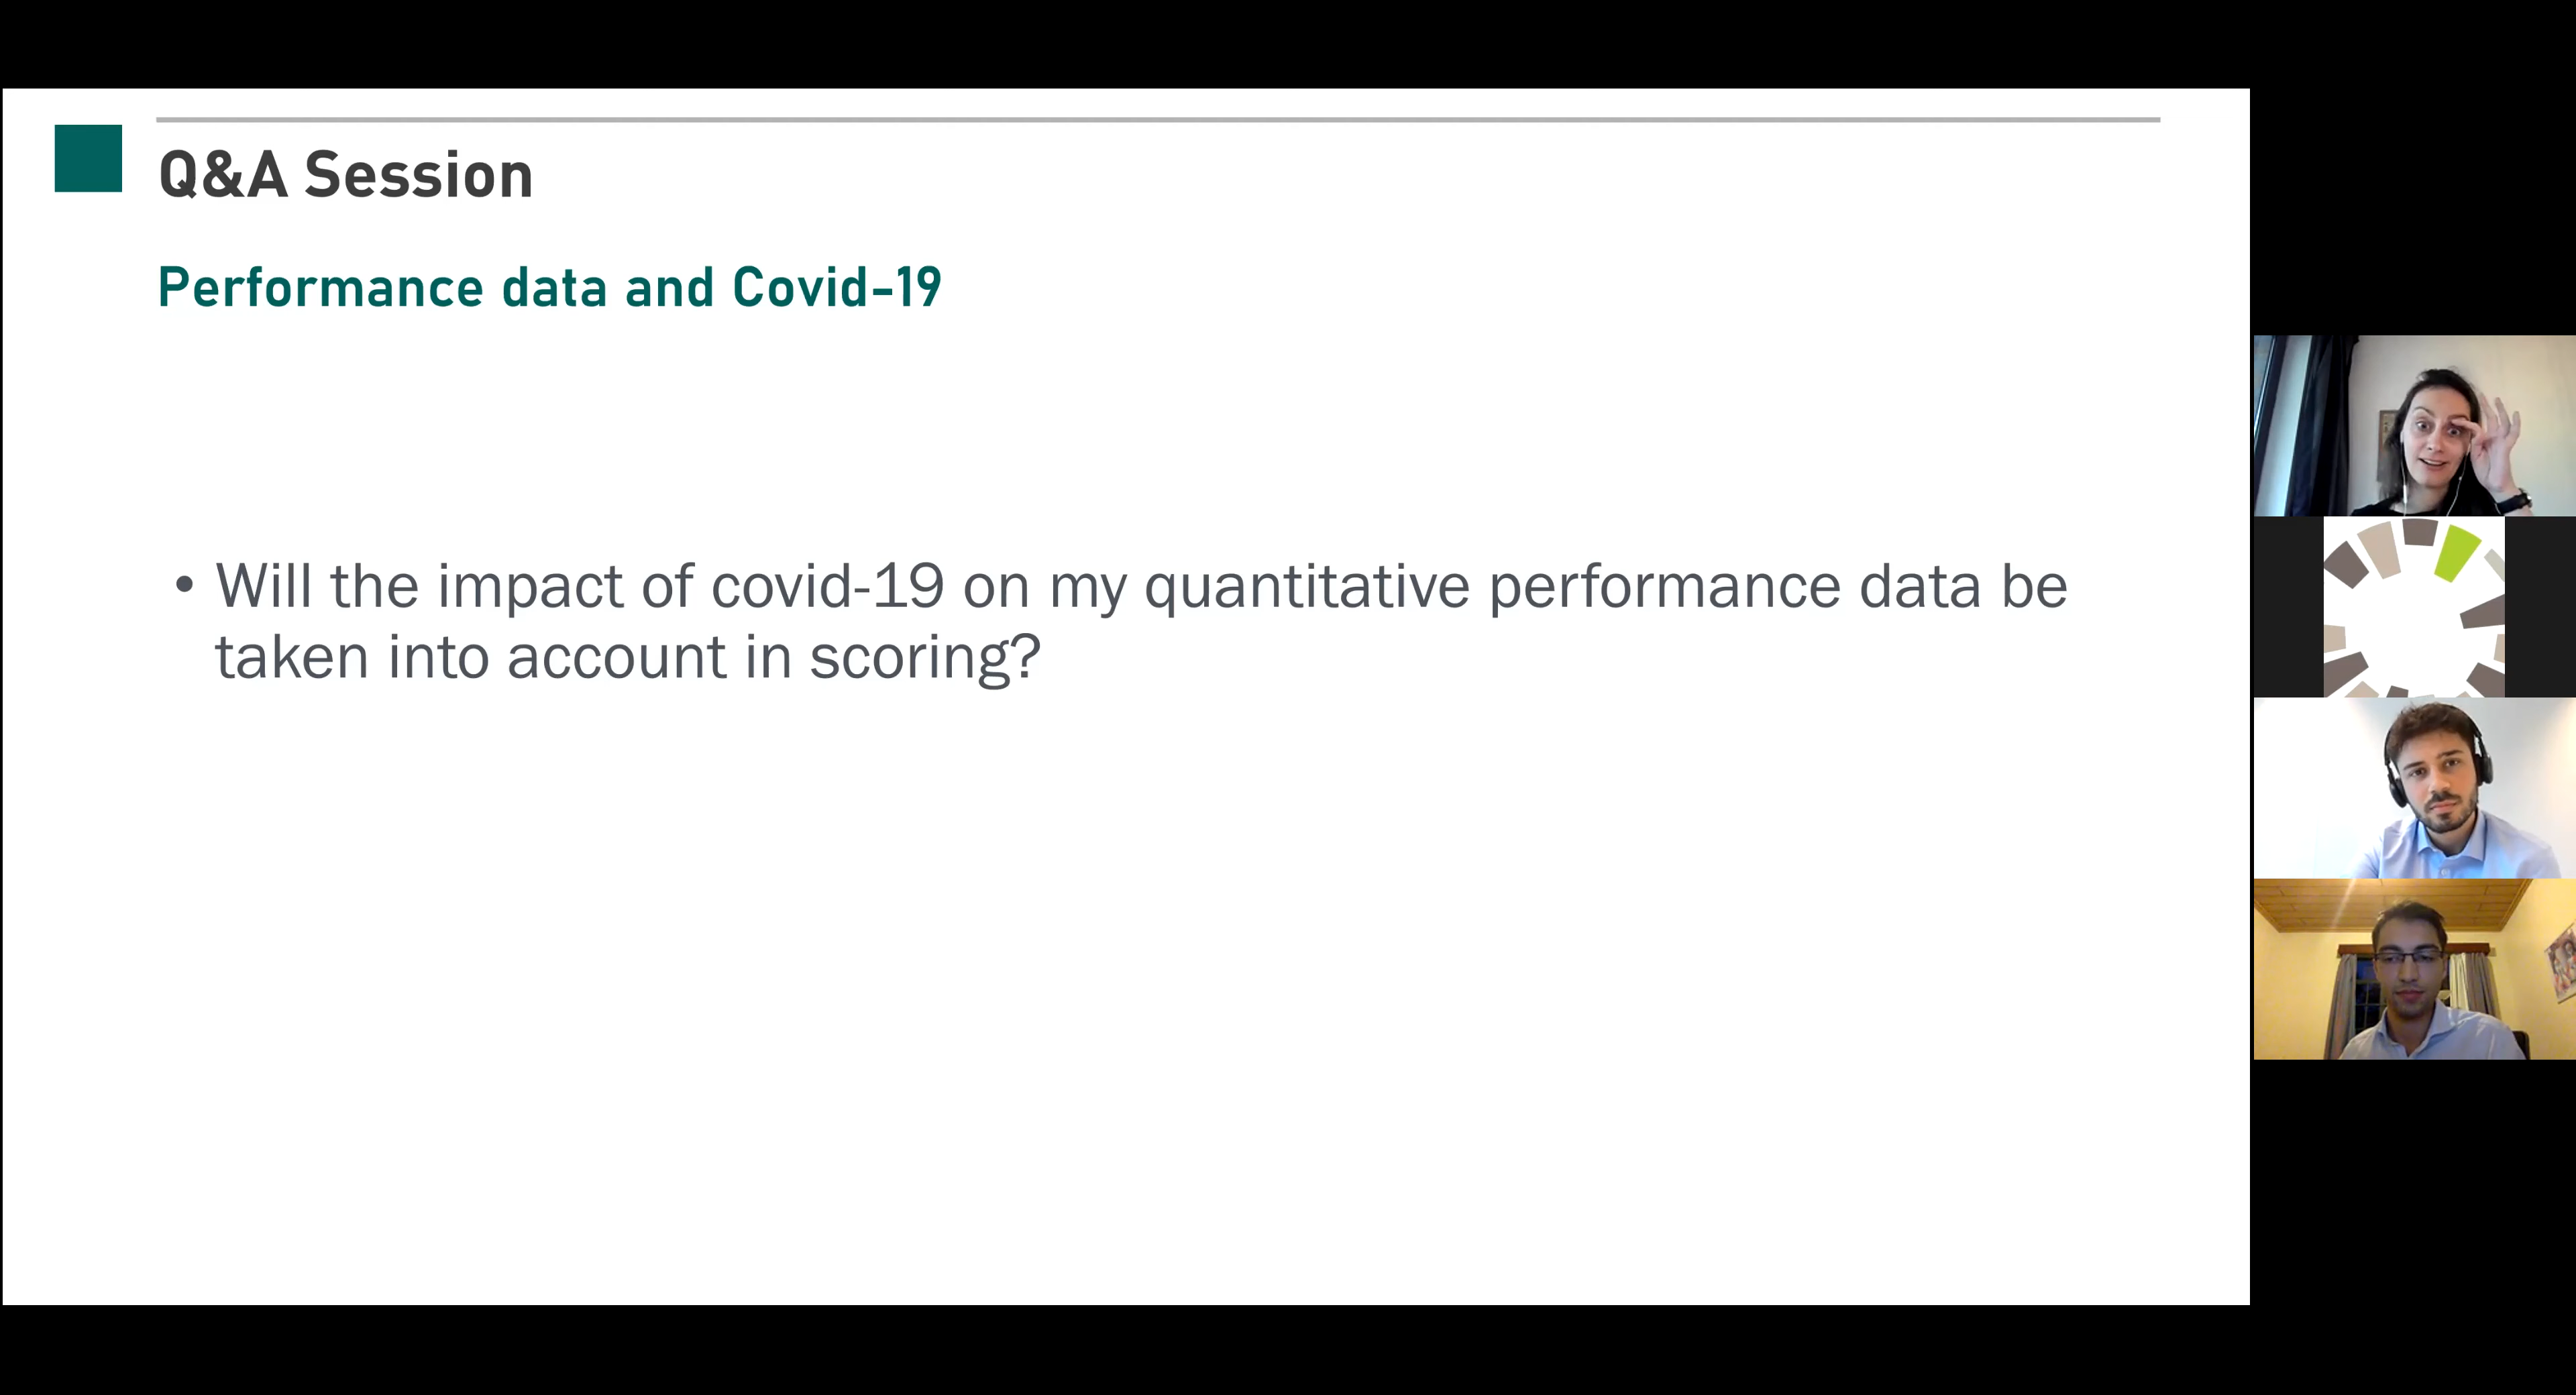 Q&A Session
Performance data and Covid-19
• Will the impact of covid-19 on my quantitative performance data be
taken into account in scoring?